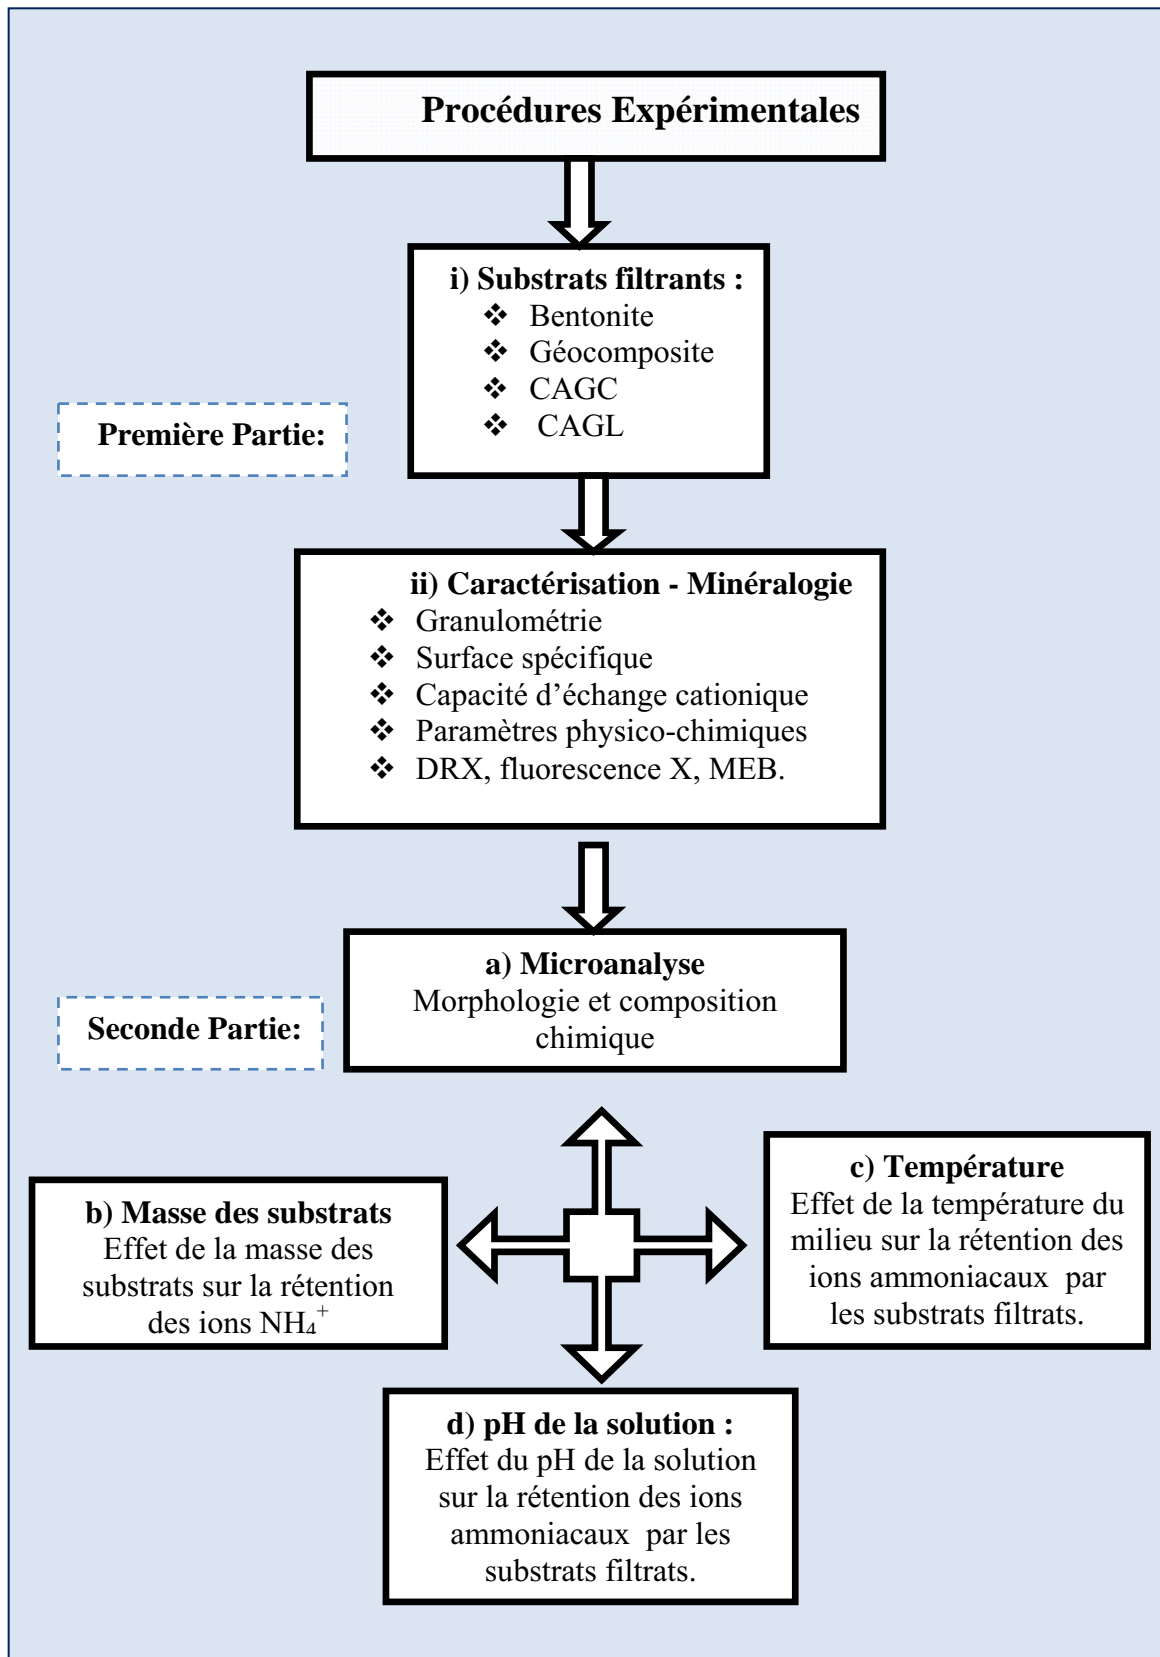 Procédures Expérimentales
i) Substrats filtrants :
❖ Bentonite
❖ Géocomposite
❖ CAGC
❖ CAGL
Première Partie:
ii) Caractérisation - Minéralogie
❖ Granulométrie
❖ Surface spécifique
❖ Capacité d’échange cationique
❖ Paramètres physico-chimiques
❖ DRX, fluorescence X, MEB.
a) Microanalyse
Morphologie et composition
chimique
Seconde Partie:
b) Masse des substrats
Effet de la masse des
substrats sur la rétention
des ions NH₄⁺
c) Température
Effet de la température du
milieu sur la rétention des
ions ammoniacaux par
les substrats filtrats.
d) pH de la solution :
Effet du pH de la solution
sur la rétention des ions
ammoniacaux par les
substrats filtrats.